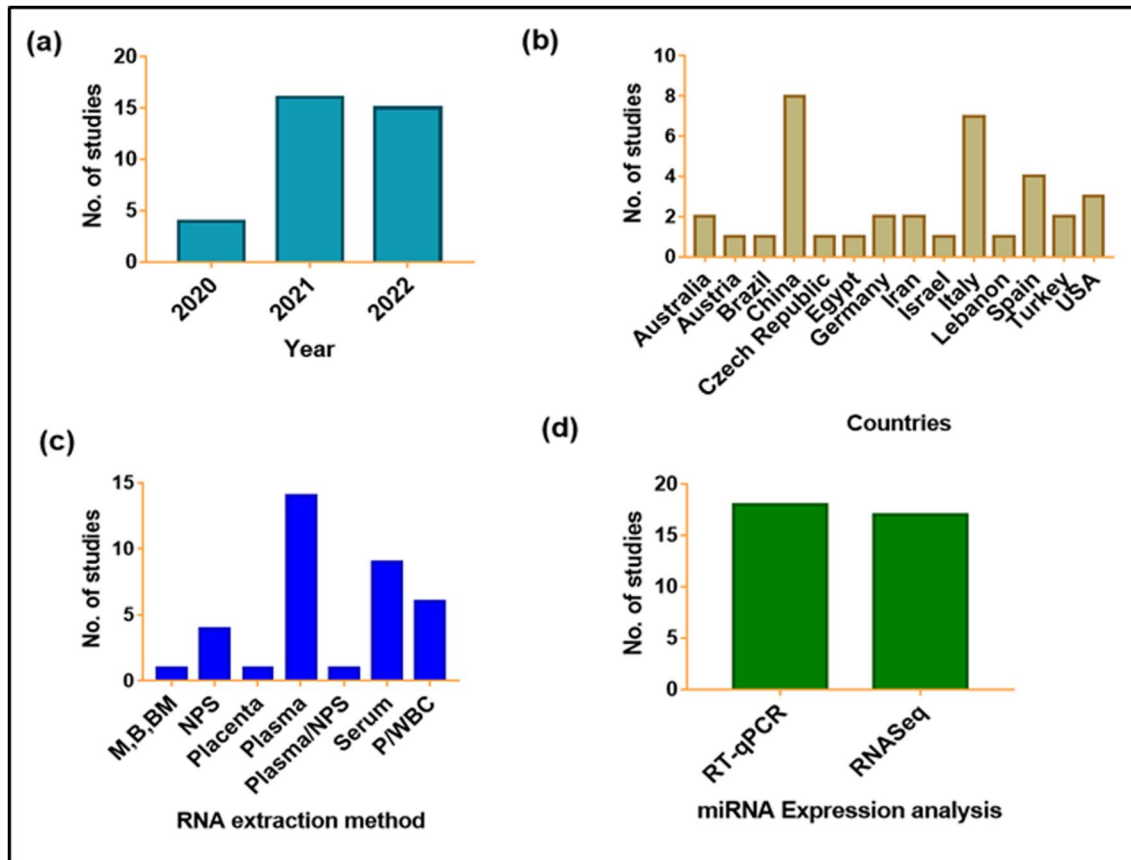 (a)
No. of studies
20
15
10
5
0
2020
2021
2022
Year
(b)
No. of studies
10
8
6
4
2
0
Australia
Austria
Brazil
China
Czech Republic
Egypt
Germany
Iran
Israel
Italy
Lebanon
Spain
Turkey
USA
Countries
(c)
No. of studies
15
10
5
0
M,B,BM
NPS
Placenta
Plasma
Plasma/NPS
Serum
P/WBC
RNA extraction method
(d)
No. of studies
20
15
10
5
0
RT-qPCR
RNASeq
miRNA Expression analysis